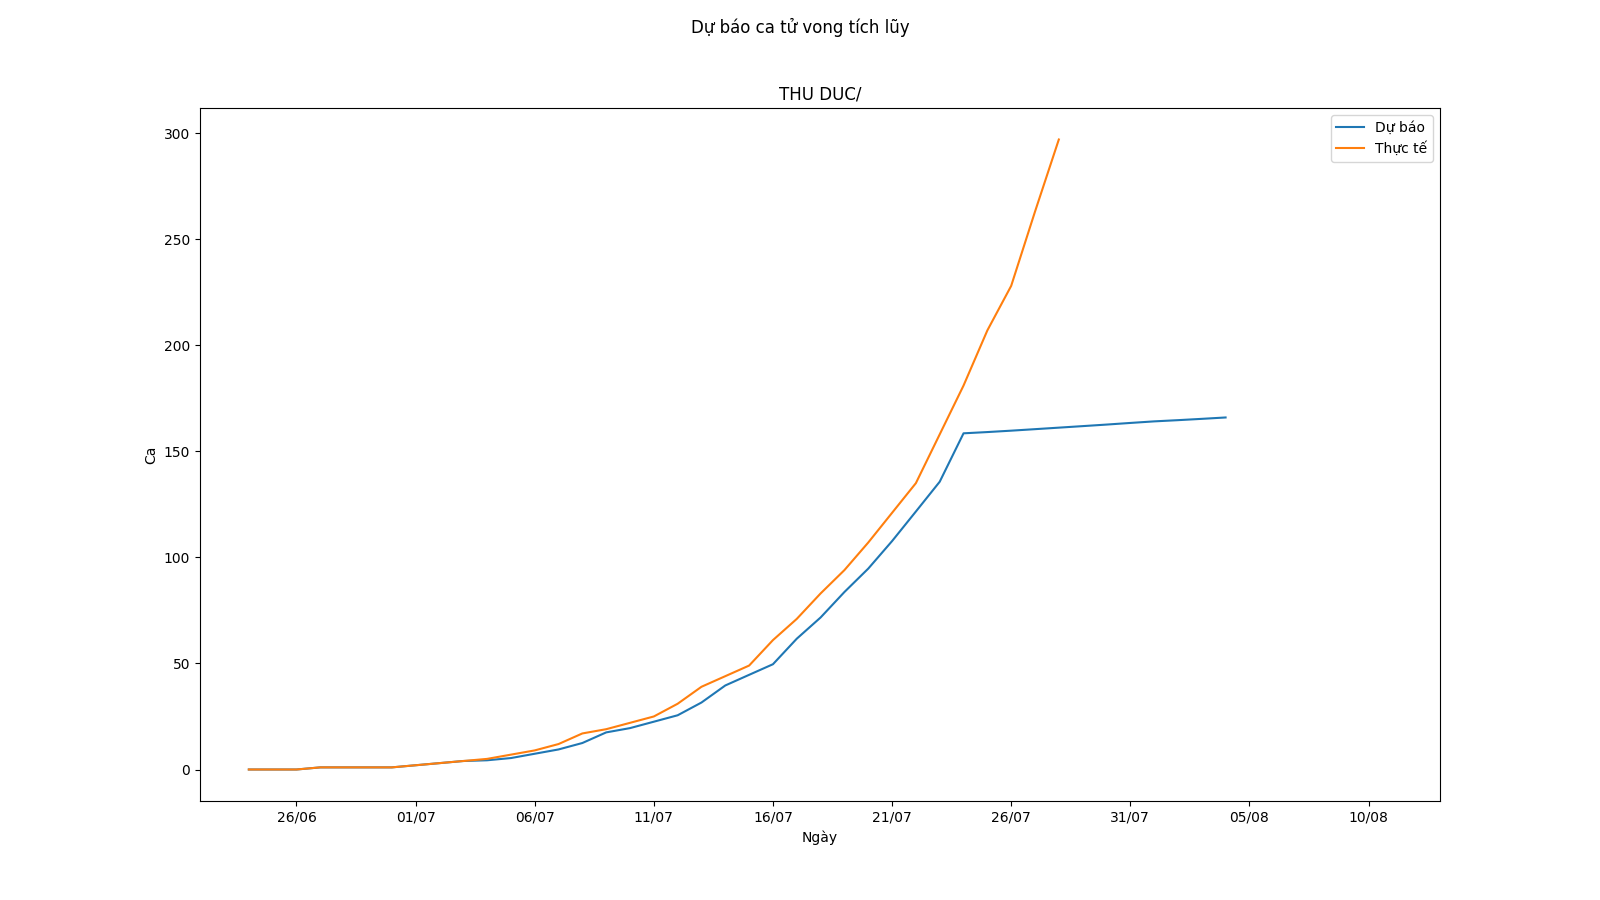 Dự báo ca tử vong tích lũy
THU DUC/
Dự báo
Thực tế
300
250
200
150
100
50
0
Ca
26/06 01/07 06/07 11/07 16/07 21/07 26/07 31/07 05/08 10/08
Ngày